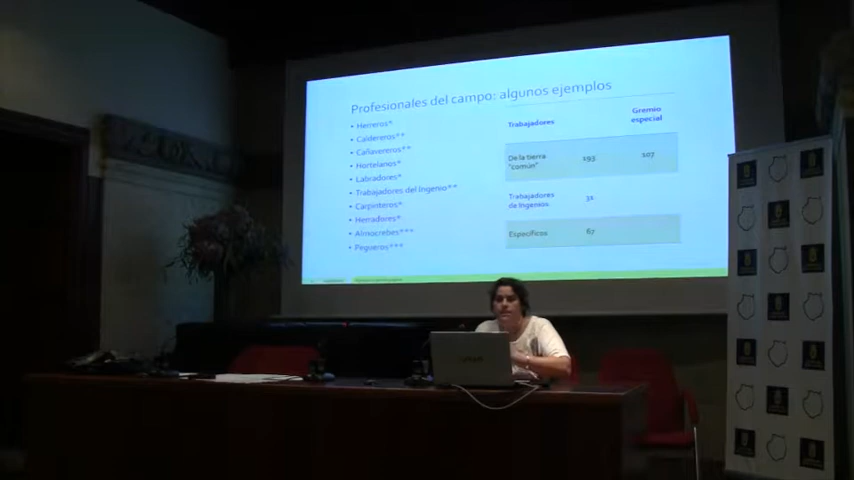 Profesionales del campo: algunos ejemplos
• Herreros*
• Caldereros**
• Cañavereros**
• Hortelanos*
• Labradores*
• Trabajadores del Ingenio**
• Carpinteros*
• Herradores*
• Almocrebes***
• Pegueros***
Trabajadores
Gremio
especial
De la tierra
"común"
193
107
Trabajadores
de Ingenios
31
Específicos
67